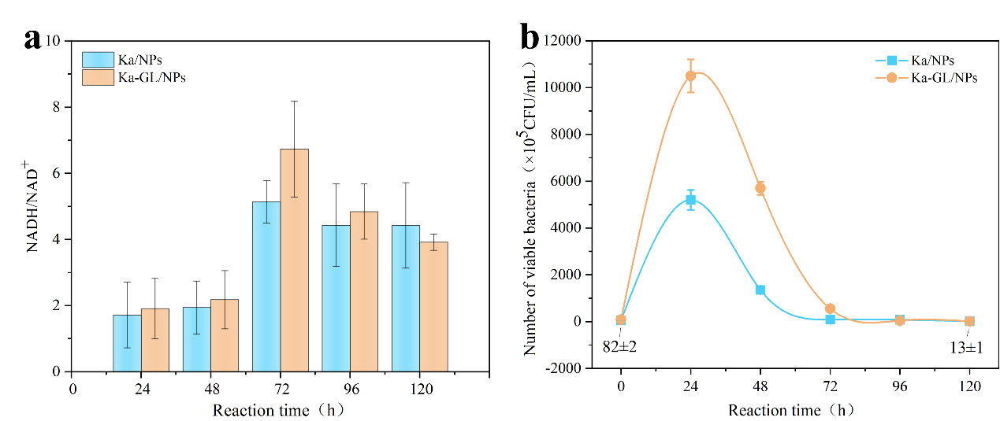 a
10
8
6
4
2
0
NADH/NAD⁺
Ka/NPs
Ka-GL/NPs
0 24 48 72 96 120
Reaction time（h）
b
12000
10000
8000
6000
4000
2000
0
-2000
Number of viable bacteria（×10⁵CFU/mL）
Ka/NPs
Ka-GL/NPs
82±2
13±1
0 24 48 72 96 120
Reaction time（h）